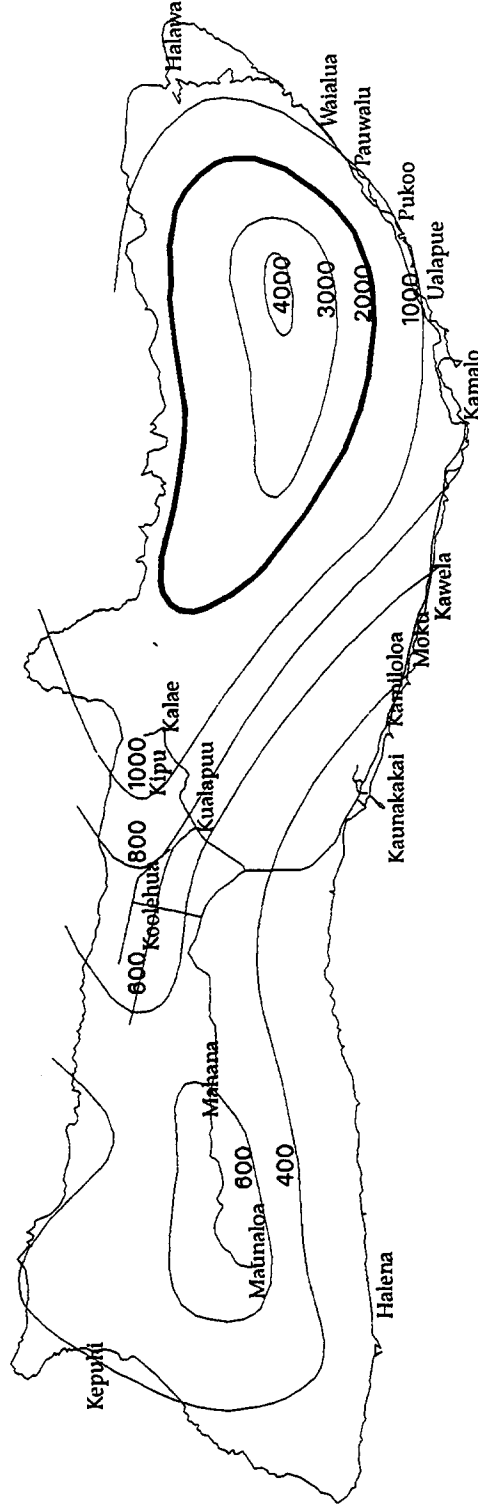 Kepuhi
600
800
1000
Koolehua
Kipu
Kalae
Halawa
Kualapuu
Mahana
600
Maunaloa
400
4000
3000
Waialua
2000
Pauwalu
Halena
Kaunakakai
Kamiloloa
Pukoo
1000
Moku
Ualapue
Kawela
Kamalo